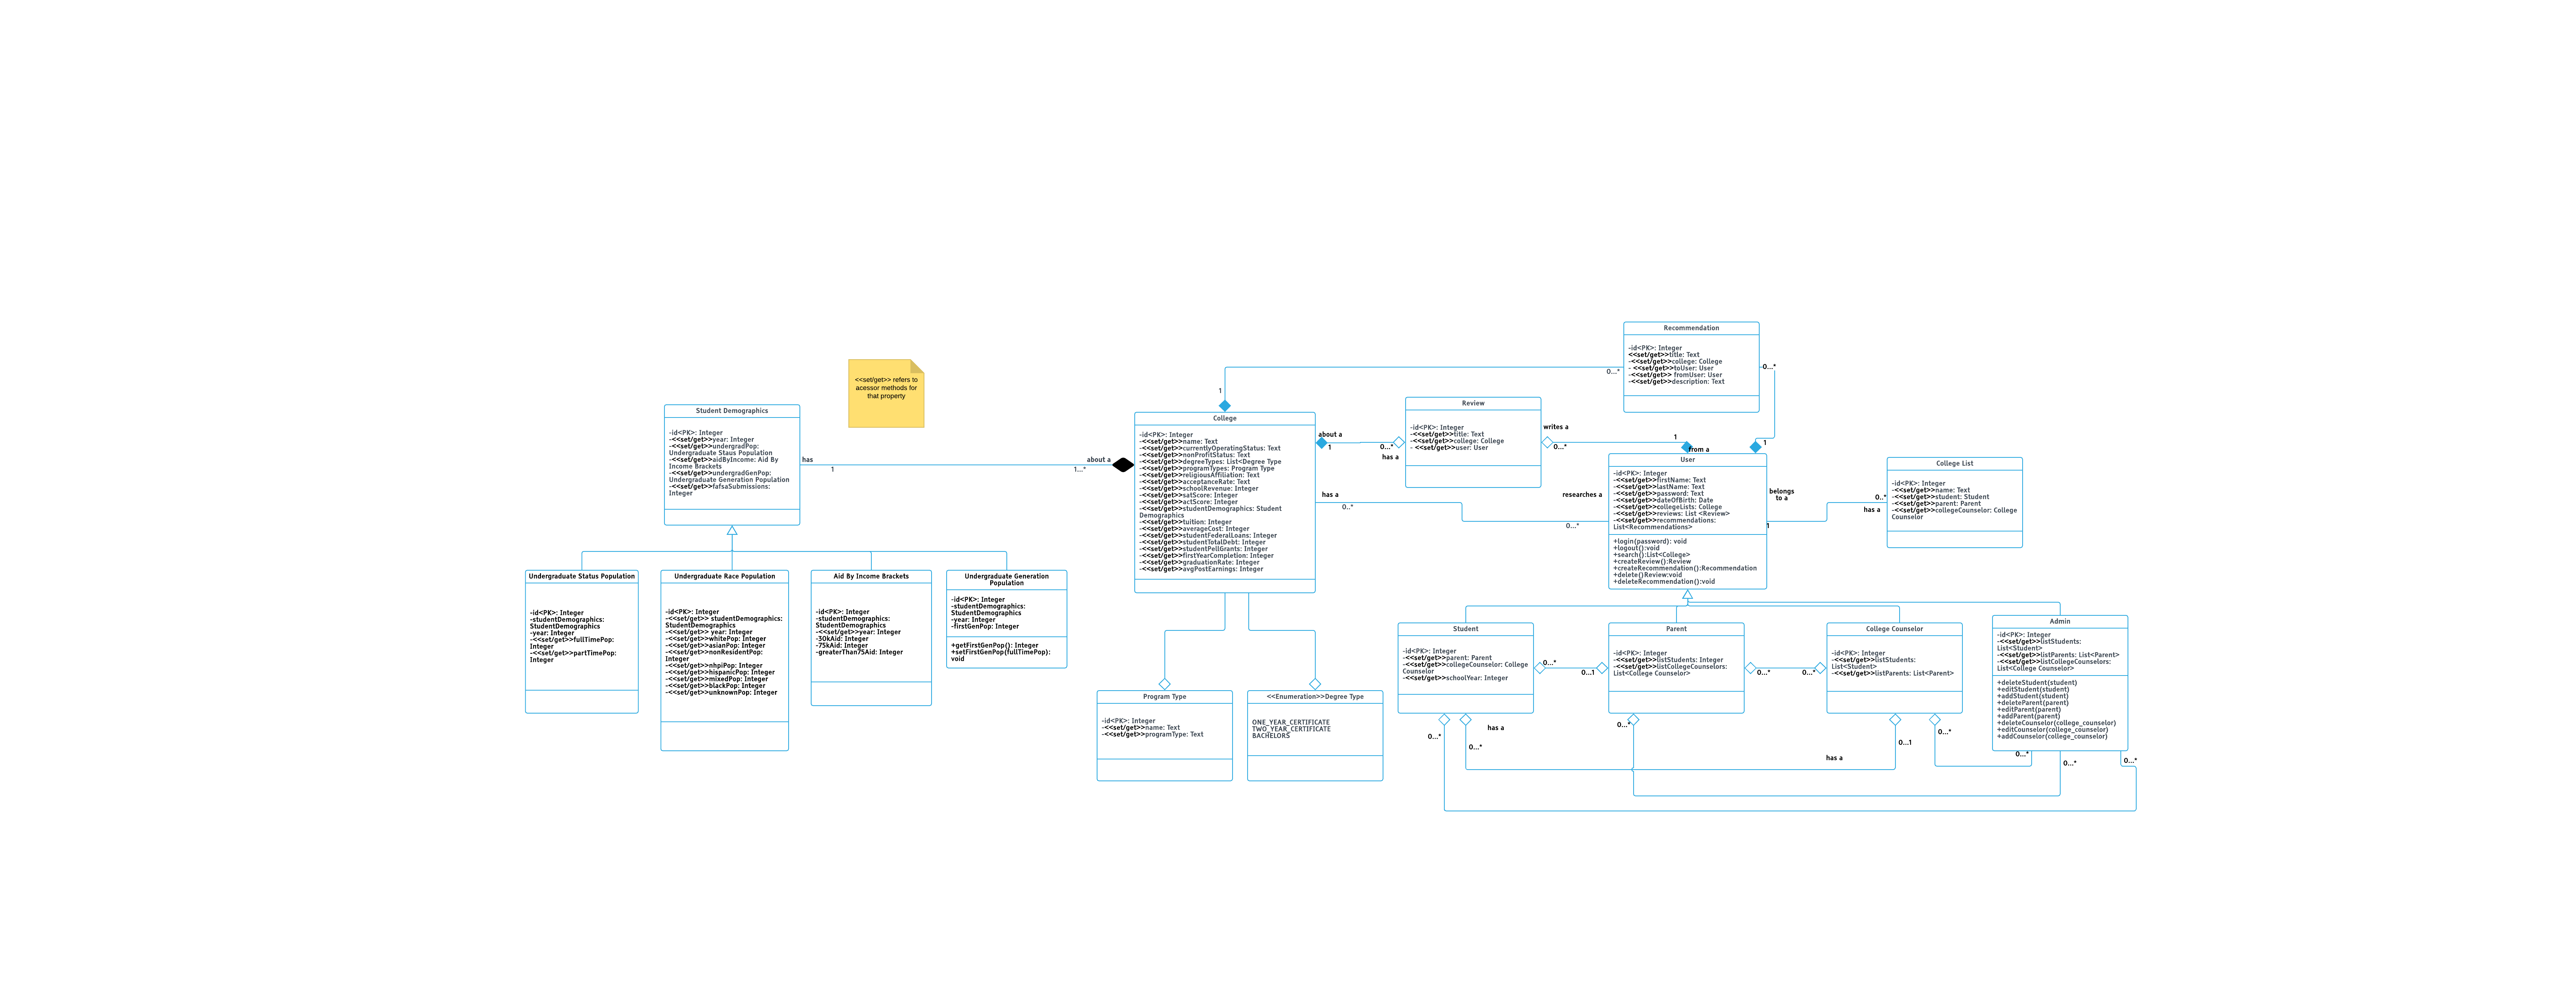 Recommendation
-id<PK>: Integer
<<set/get>>title: Text
-<<set/get>>college: College
- <<set/get>>toUser: User
-<<set/get>> fromUser: User
-<<set/get>>description: Text
0...*
0...*
1
1
<<set/get>> refers to
acessor methods for
that property
Student Demographics
-id<PK>: Integer
-<<set/get>>year: Integer
-<<set/get>>undergradPop:
Undergraduate Staus Population
-<<set/get>>aidByIncome: Aid By
Income Brackets
-<<set/get>>undergradGenPop:
Undergraduate Generation Population
-<<set/get>>fafsaSubmissions:
Integer
has
1
about a
1...*
College
-id<PK>: Integer
-<<set/get>>name: Text
-<<set/get>>currentlyOperatingStatus: Text
-<<set/get>>nonProfitStatus: Text
-<<set/get>>degreeTypes: List<Degree Type
-<<set/get>>programTypes: Program Type
-<<set/get>>religiousAffiliation: Text
-<<set/get>>acceptanceRate: Text
-<<set/get>>schoolRevenue: Integer
-<<set/get>>satScore: Integer
-<<set/get>>actScore: Integer
-<<set/get>>studentDemographics: Student
Demographics
-<<set/get>>tuition: Integer
-<<set/get>>averageCost: Integer
-<<set/get>>studentFederalLoans: Integer
-<<set/get>>studentTotalDebt: Integer
-<<set/get>>studentPellGrants: Integer
-<<set/get>>firstYearCompletion: Integer
-<<set/get>>graduationRate: Integer
-<<set/get>>avgPostEarnings: Integer
about a
1
0...*
has a
Review
-id<PK>: Integer
-<<set/get>>title: Text
-<<set/get>>college: College
- <<set/get>>user: User
writes a
0...*
1
from a
has a
0..*
researches a
0...*
User
-id<PK>: Integer
-<<set/get>>firstName: Text
-<<set/get>>lastName: Text
-<<set/get>>password: Text
-<<set/get>>dateOfBirth: Date
-<<set/get>>collegeLists: College
-<<set/get>>reviews: List <Review>
-<<set/get>>recommendations:
List<Recommendations>
+login(password): void
+logout():void
+search():List<College>
+createReview():Review
+createRecommendation():Recommendation
+delete()Review:void
+deleteRecommendation():void
belongs
to a
1
0..*
has a
College List
-id<PK>: Integer
-<<set/get>>name: Text
-<<set/get>>student: Student
-<<set/get>>parent: Parent
-<<set/get>>collegeCounselor: College
Counselor
Undergraduate Status Population
-id<PK>: Integer
-studentDemographics:
StudentDemographics
-year: Integer
-<<set/get>>fullTimePop:
Integer
-<<set/get>>partTimePop:
Integer
Undergraduate Race Population
-id<PK>: Integer
-<<set/get>> studentDemographics:
StudentDemographics
-<<set/get>> year: Integer
-<<set/get>>whitePop: Integer
-<<set/get>>asianPop: Integer
-<<set/get>>nonResidentPop:
Integer
-<<set/get>>nhpiPop: Integer
-<<set/get>>hispanicPop: Integer
-<<set/get>>mixedPop: Integer
-<<set/get>>blackPop: Integer
-<<set/get>>unknownPop: Integer
Aid By Income Brackets
-id<PK>: Integer
-studentDemographics:
StudentDemographics
-<<set/get>>year: Integer
-30kAid: Integer
-75kAid: Integer
-greaterThan75Aid: Integer
Undergraduate Generation
Population
-id<PK>: Integer
-studentDemographics:
StudentDemographics
-year: Integer
-firstGenPop: Integer
+getFirstGenPop(): Integer
+setFirstGenPop(fullTimePop):
void
Program Type
-id<PK>: Integer
-<<set/get>>name: Text
-<<set/get>>programType: Text
<<Enumeration>>Degree Type
ONE_YEAR_CERTIFICATE
TWO_YEAR_CERTIFICATE
BACHELORS
Student
-id<PK>: Integer
-<<set/get>>parent: Parent
-<<set/get>>collegeCounselor: College
Counselor
-<<set/get>>schoolYear: Integer
0...*
0...1
Parent
-id<PK>: Integer
-<<set/get>>listStudents: Integer
-<<set/get>>listCollegeCounselors:
List<College Counselor>
0...*
0...*
College Counselor
-id<PK>: Integer
-<<set/get>>listStudents:
List<Student>
-<<set/get>>listParents: List<Parent>
Admin
-id<PK>: Integer
-<<set/get>>listStudents:
List<Student>
-<<set/get>>listParents: List<Parent>
-<<set/get>>listCollegeCounselors:
List<College Counselor>
+deleteStudent(student)
+editStudent(student)
+addStudent(student)
+deleteParent(parent)
+editParent(parent)
+addParent(parent)
+deleteCounselor(college_counselor)
+editCounselor(college_counselor)
+addCounselor(college_counselor)
0...*
0...*
has a
0...*
0...1
has a
0...*
0...*
0...*
0...*